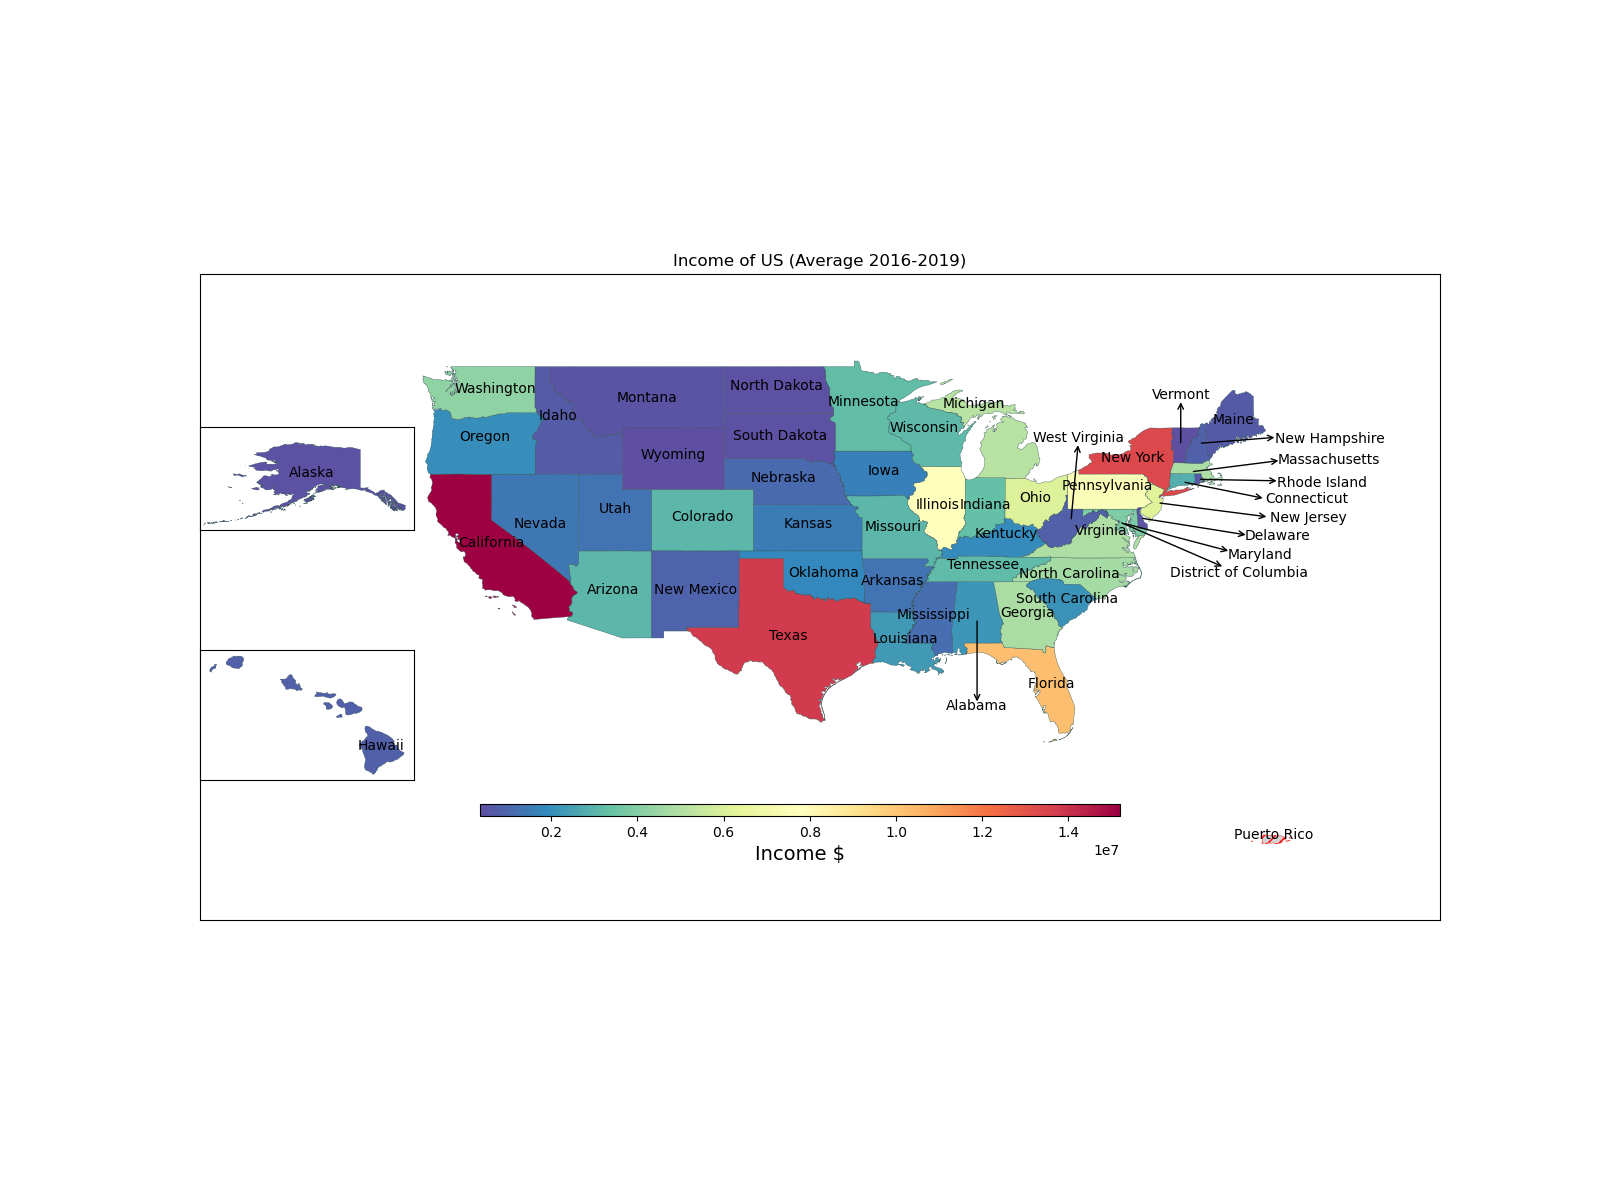 Income of US (Average 2016-2019)
Washington
Montana
North Dakota
Minnesota
Michigan
Vermont
Maine
Idaho
Oregon
South Dakota
Wisconsin
West Virginia
New Hampshire
Wyoming
New York
Massachusetts
Alaska
Nebraska
Iowa
Pennsylvania
Rhode Island
Connecticut
Utah
Colorado
Illinois
Indiana
Ohio
New Jersey
Nevada
Kansas
Missouri
Kentucky
Virginia
Delaware
California
Maryland
Oklahoma
Arkansas
Tennessee
North Carolina
District of Columbia
Arizona
New Mexico
South Carolina
Mississippi
Georgia
Texas
Louisiana
Florida
Alabama
Hawaii
0.2 0.4 0.6 0.8 1.0 1.2 1.4
1e7
Income $
Puerto Rico